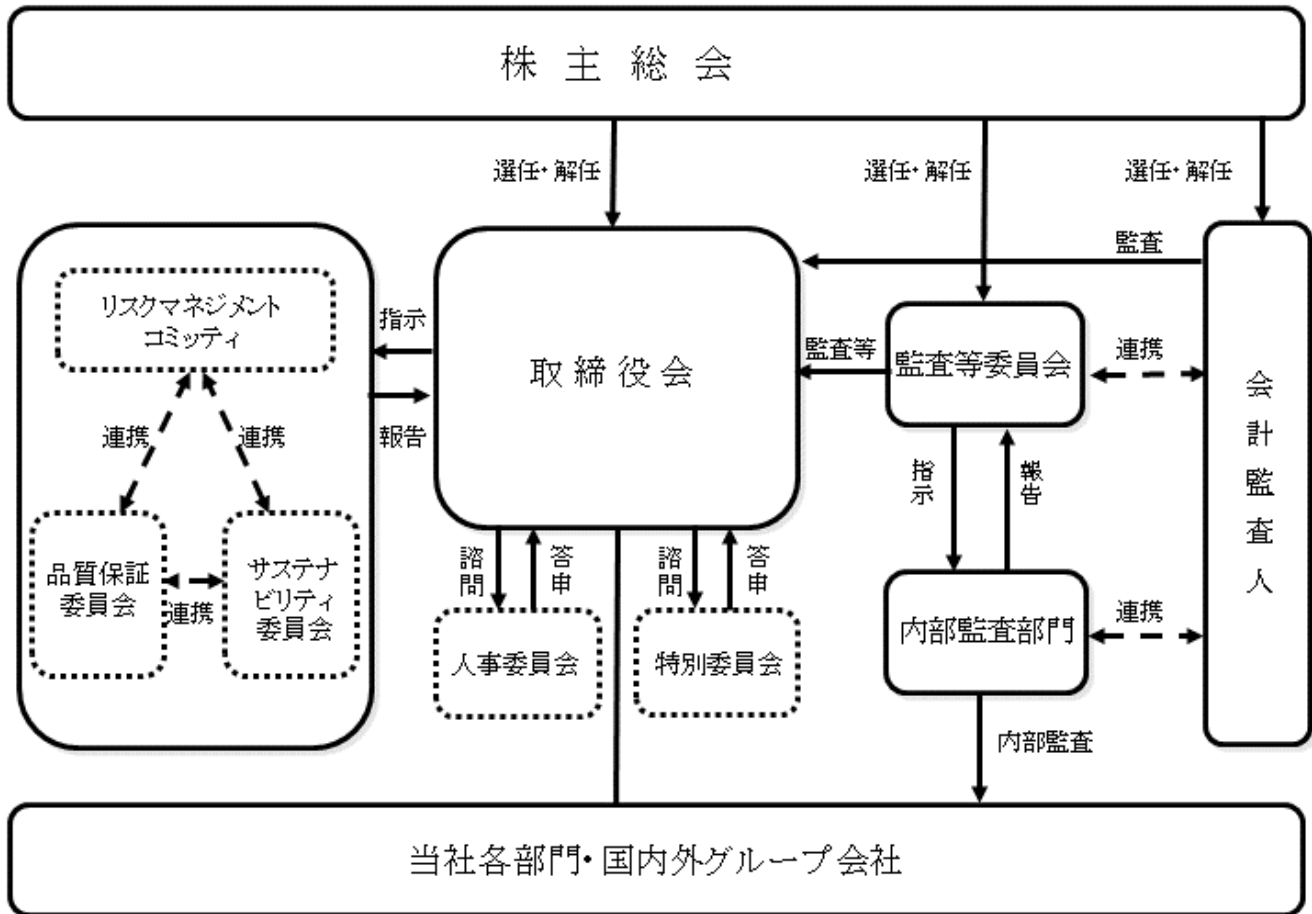 株主総会
選任・解任
選任・解任
選任・解任
リスクマネジメント
コミッティ
連携
連携
品質保証
委員会
連携
サステナ
ビリティ
委員会
指示
報告
取締役会
監査
監査等
監査等委員会
連携
会計監査人
指示
報告
諮問
答申
諮問
答申
人事委員会
特別委員会
内部監査部門
連携
内部監査
当社各部門・国内外グループ会社